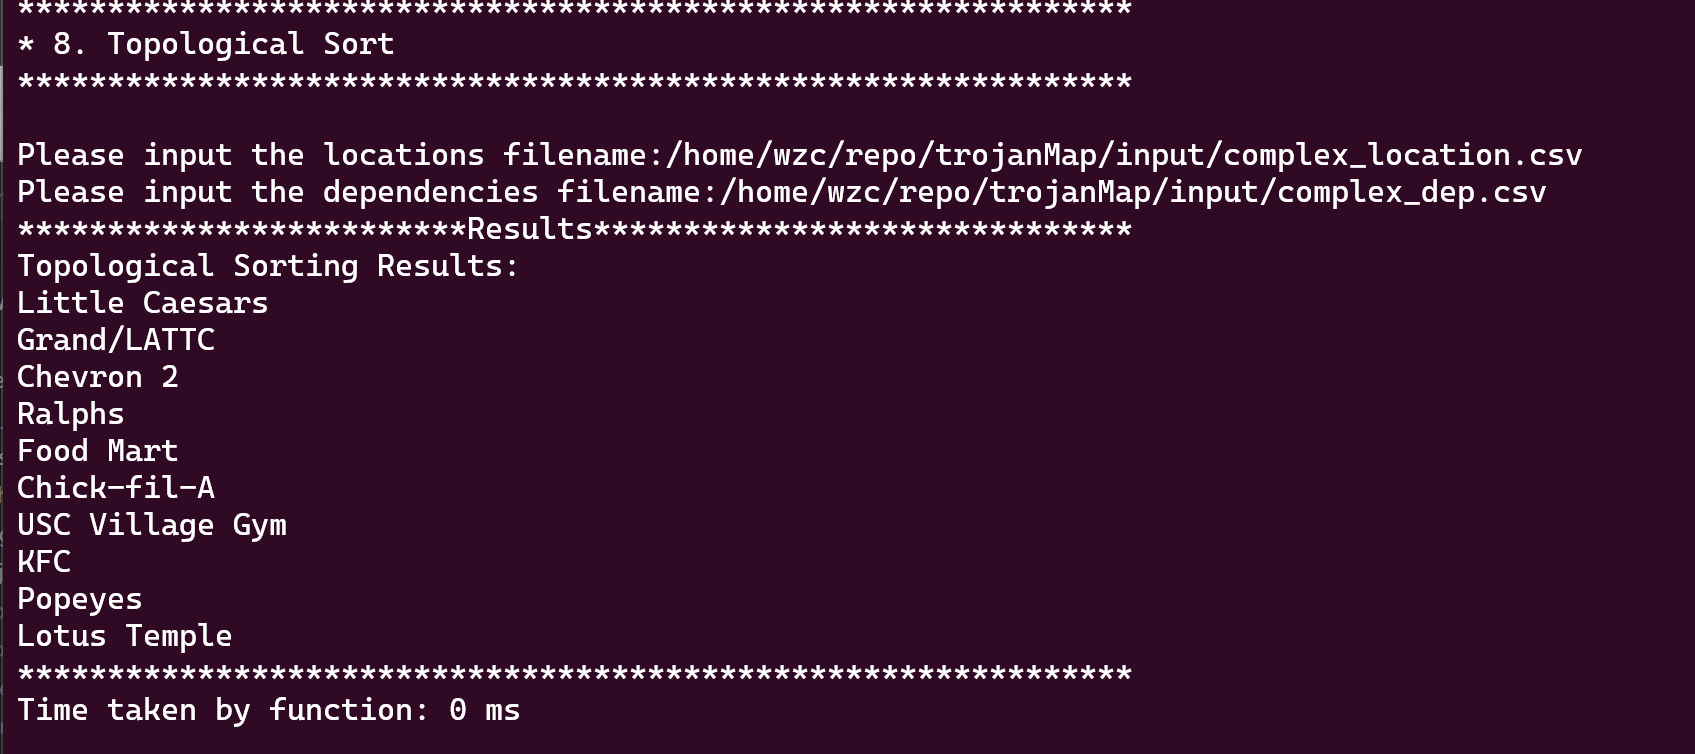 **************************************************************
* 8. Topological Sort
**************************************************************
Please input the locations filename:/home/wzc/repo/trojanMap/input/complex_location.csv
Please input the dependencies filename:/home/wzc/repo/trojanMap/input/complex_dep.csv
*************************Results******************************
Topological Sorting Results:
Little Caesars
Grand/LATTC
Chevron 2
Ralphs
Food Mart
Chick-fil-A
USC Village Gym
KFC
Popeyes
Lotus Temple
**************************************************************
Time taken by function: 0 ms